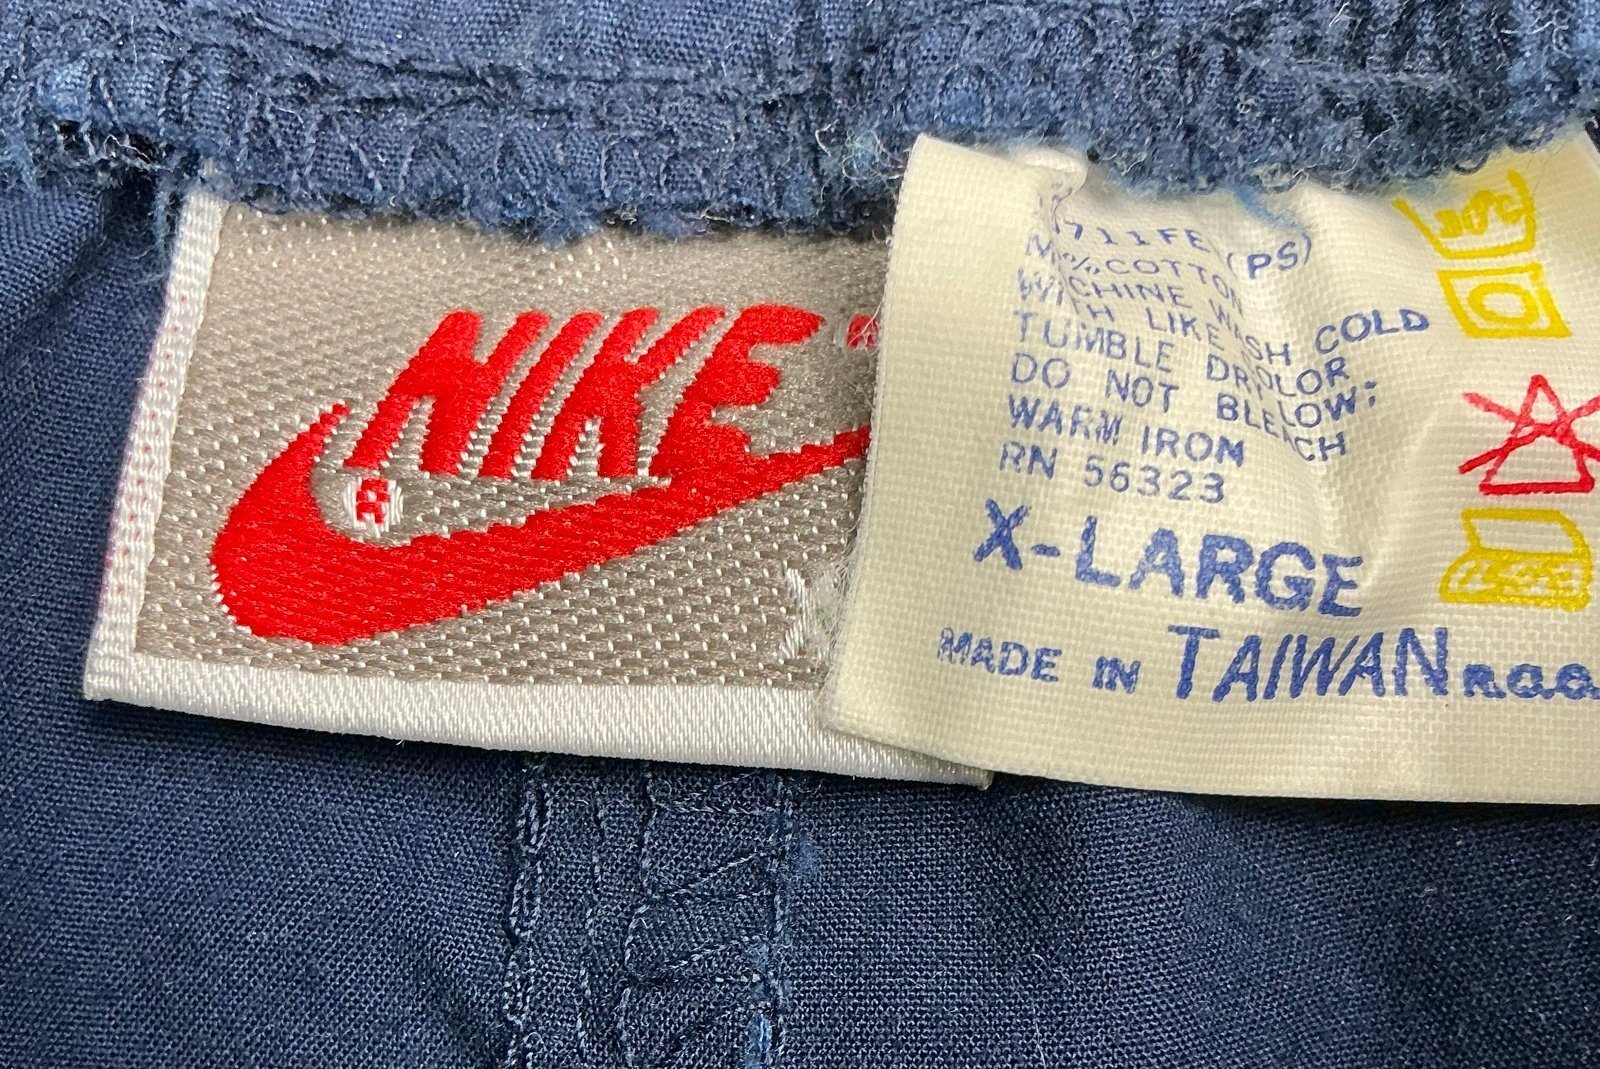 NIKE
R
711FE (PS)
% COTTON
MACHINE WASH COLD
WITH LIKE COLOR
TUMBLE DRY LOW;
DO NOT BLEACH
WARM IRON
RN 56323
X-LARGE
MADE IN TAIWAN R.O.C.
30°C